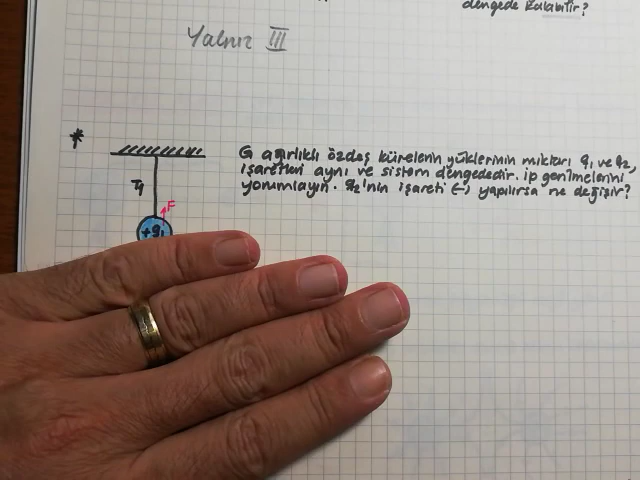 dengede kalabilir?
Yalnız III
*
G ağırlıklı özdeş kürelerin yüklerinin miktarı q₁ ve q₂,
işaretleri aynı ve sistem dengededir. ip gerilmelerini
yorumlayın. q₂'nin işareti (-) yapılırsa ne değişir?
T₁
F
+q₁